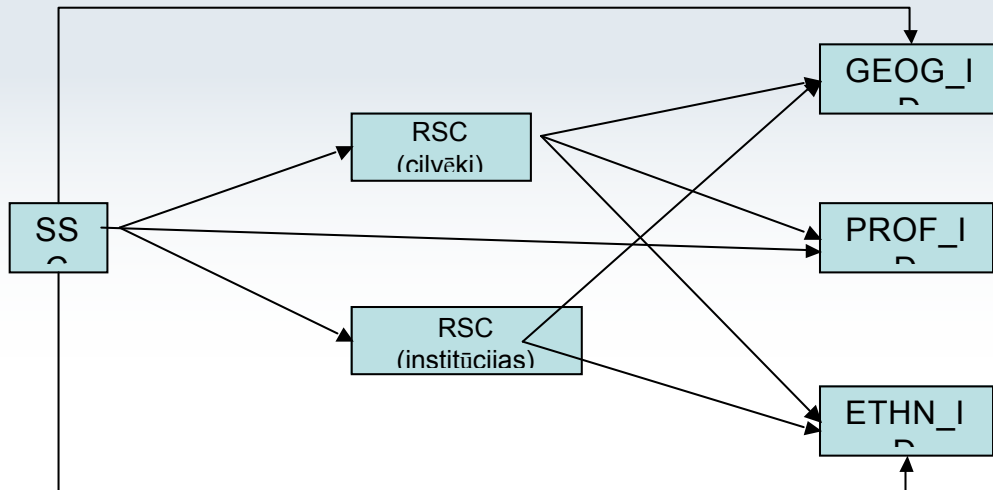 GEOG_I
RSC
(cilvēki)
SS
PROF_I
RSC
(institūcijas)
ETHN_I